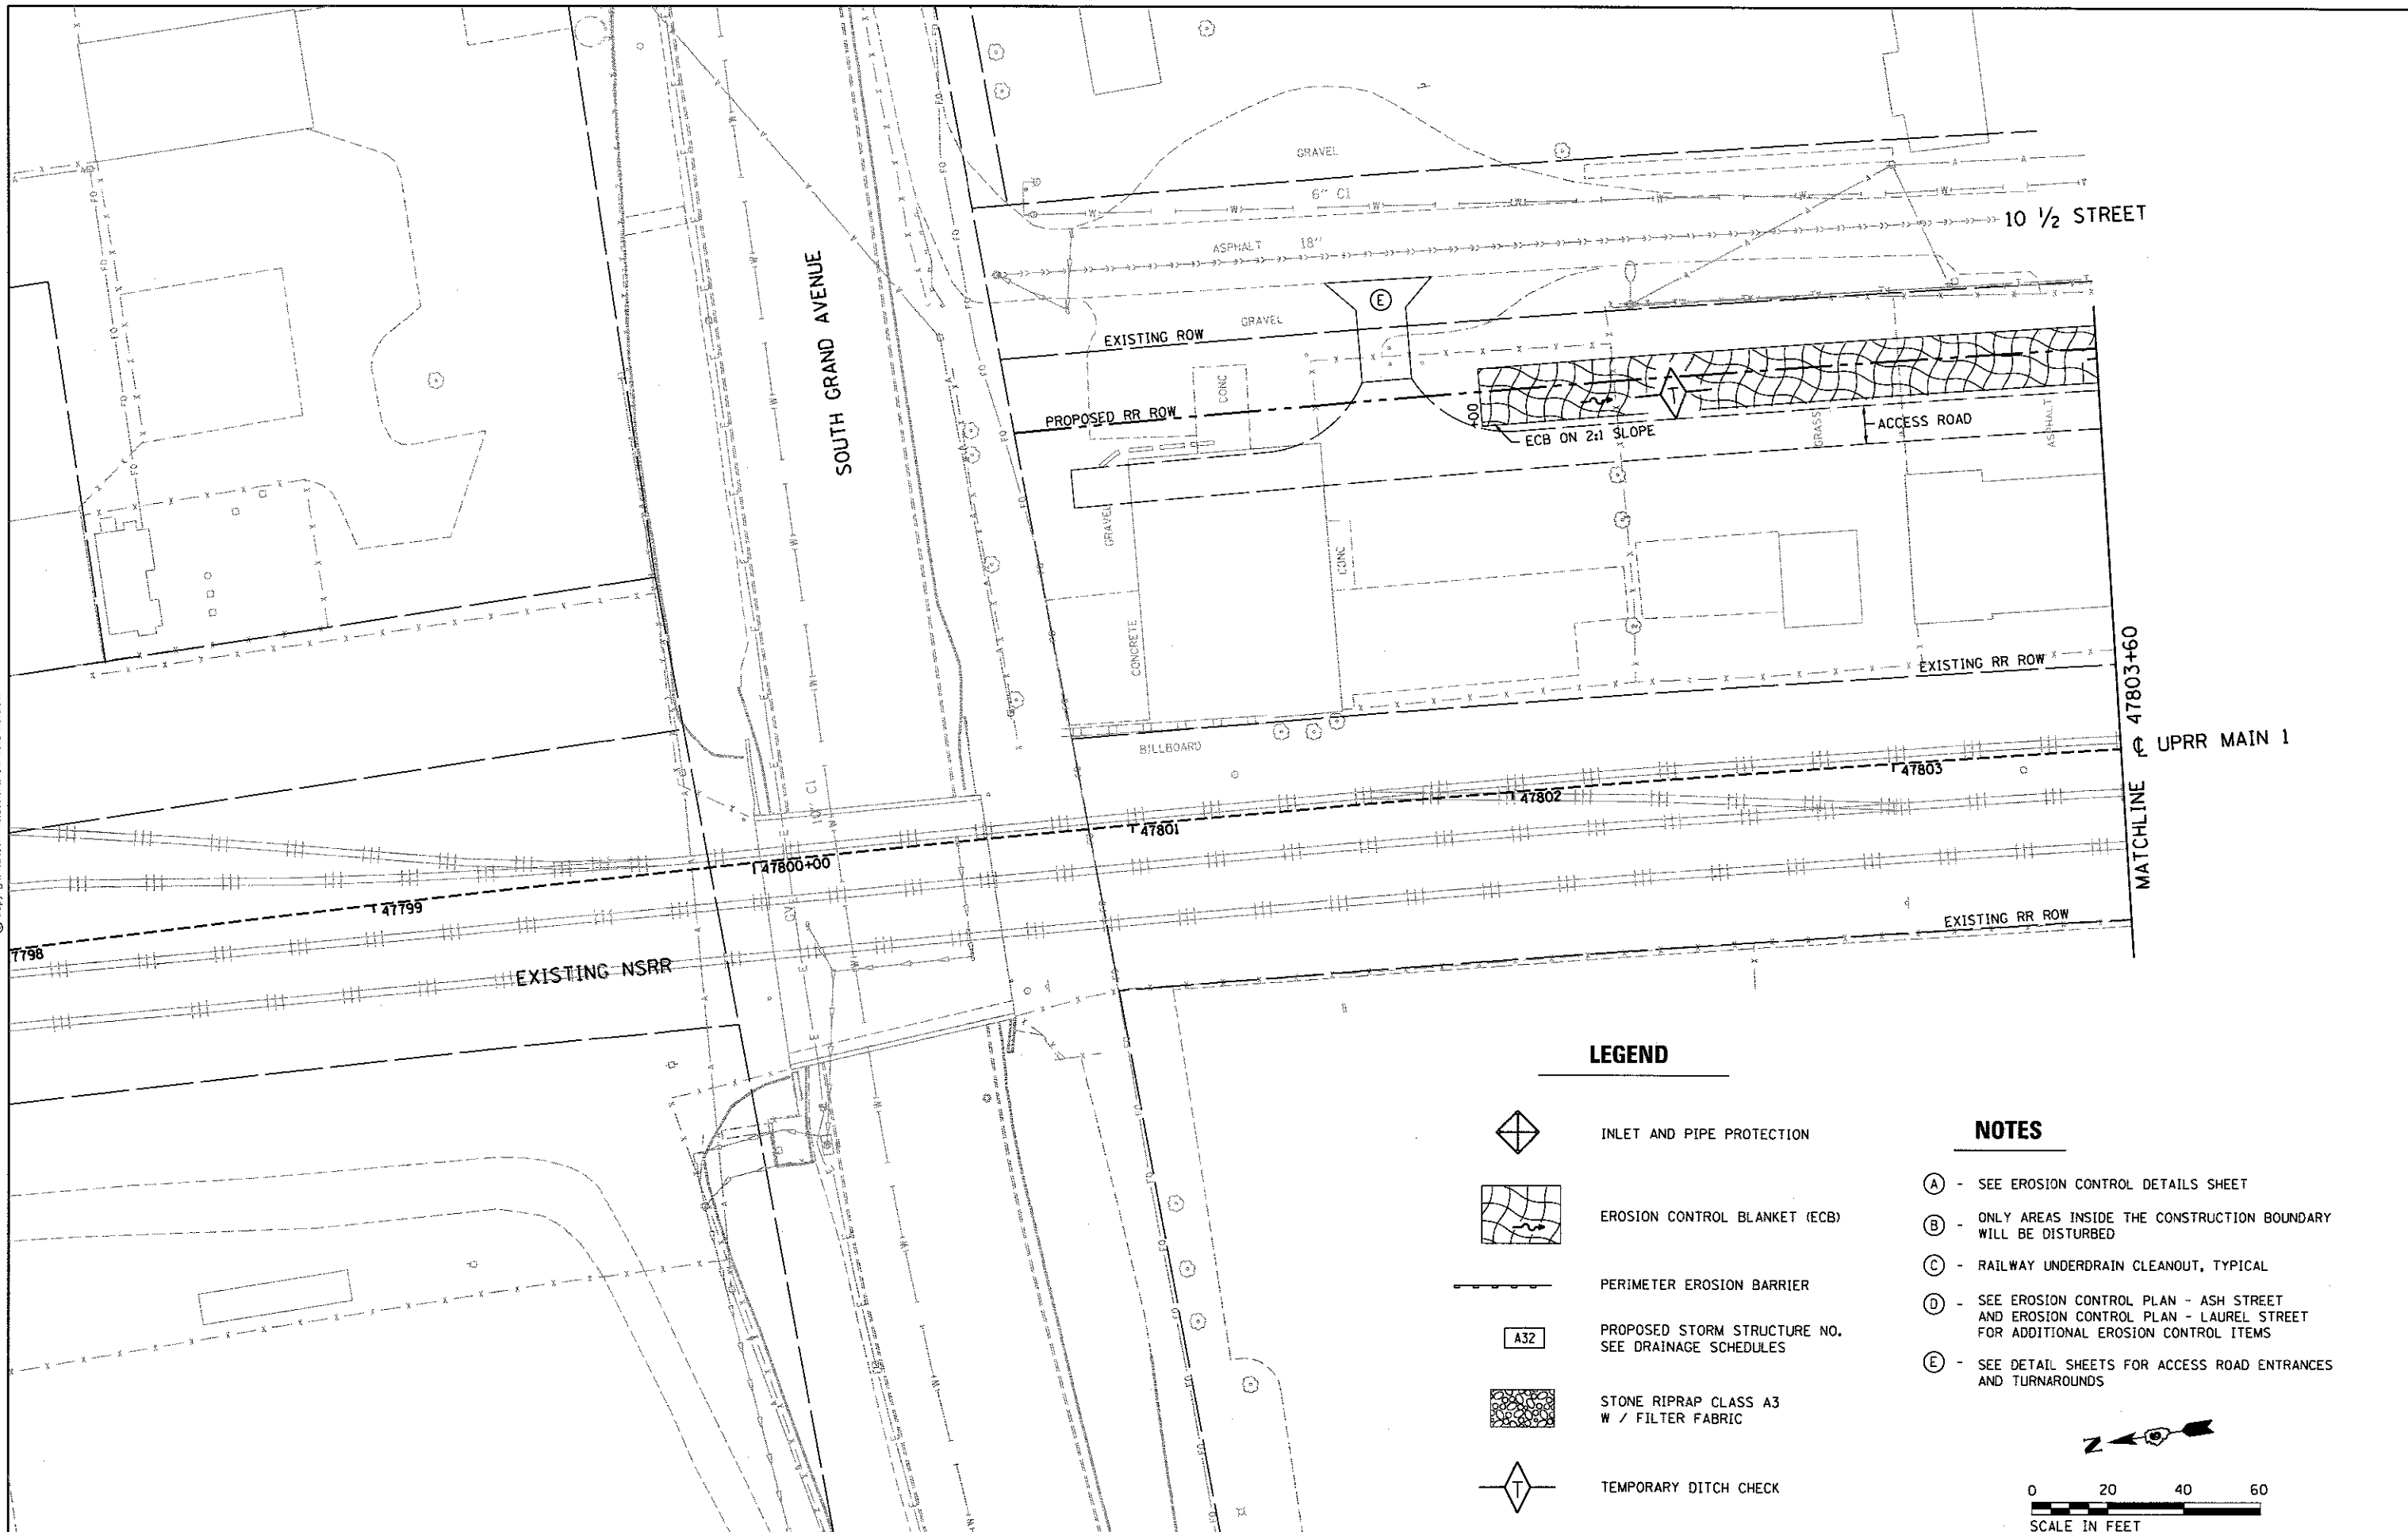 GRAVEL
6" CI
10 ½ STREET
ASPHALT 18"
SOUTH GRAND AVENUE
E
GRAVEL
EXISTING ROW
CONC
PROPOSED RR ROW
+00
T
ECB ON 2:1 SLOPE
GRASS
ACCESS ROAD
ASPHALT
GRAVEL
CONC
CONCRETE
EXISTING RR ROW
MATCHLINE 47803+60
BILLBOARD
℄ UPRR MAIN 1
10" CI
47803
47802
47801
47800+00
47799
7798
GV
EXISTING NSRR
EXISTING RR ROW
LEGEND
INLET AND PIPE PROTECTION
EROSION CONTROL BLANKET (ECB)
PERIMETER EROSION BARRIER
A32
PROPOSED STORM STRUCTURE NO.
SEE DRAINAGE SCHEDULES
STONE RIPRAP CLASS A3
W / FILTER FABRIC
T
TEMPORARY DITCH CHECK
NOTES
A - SEE EROSION CONTROL DETAILS SHEET
B - ONLY AREAS INSIDE THE CONSTRUCTION BOUNDARY
WILL BE DISTURBED
C - RAILWAY UNDERDRAIN CLEANOUT, TYPICAL
D - SEE EROSION CONTROL PLAN - ASH STREET
AND EROSION CONTROL PLAN - LAUREL STREET
FOR ADDITIONAL EROSION CONTROL ITEMS
E - SEE DETAIL SHEETS FOR ACCESS ROAD ENTRANCES
AND TURNAROUNDS
Z
0 20 40 60
SCALE IN FEET